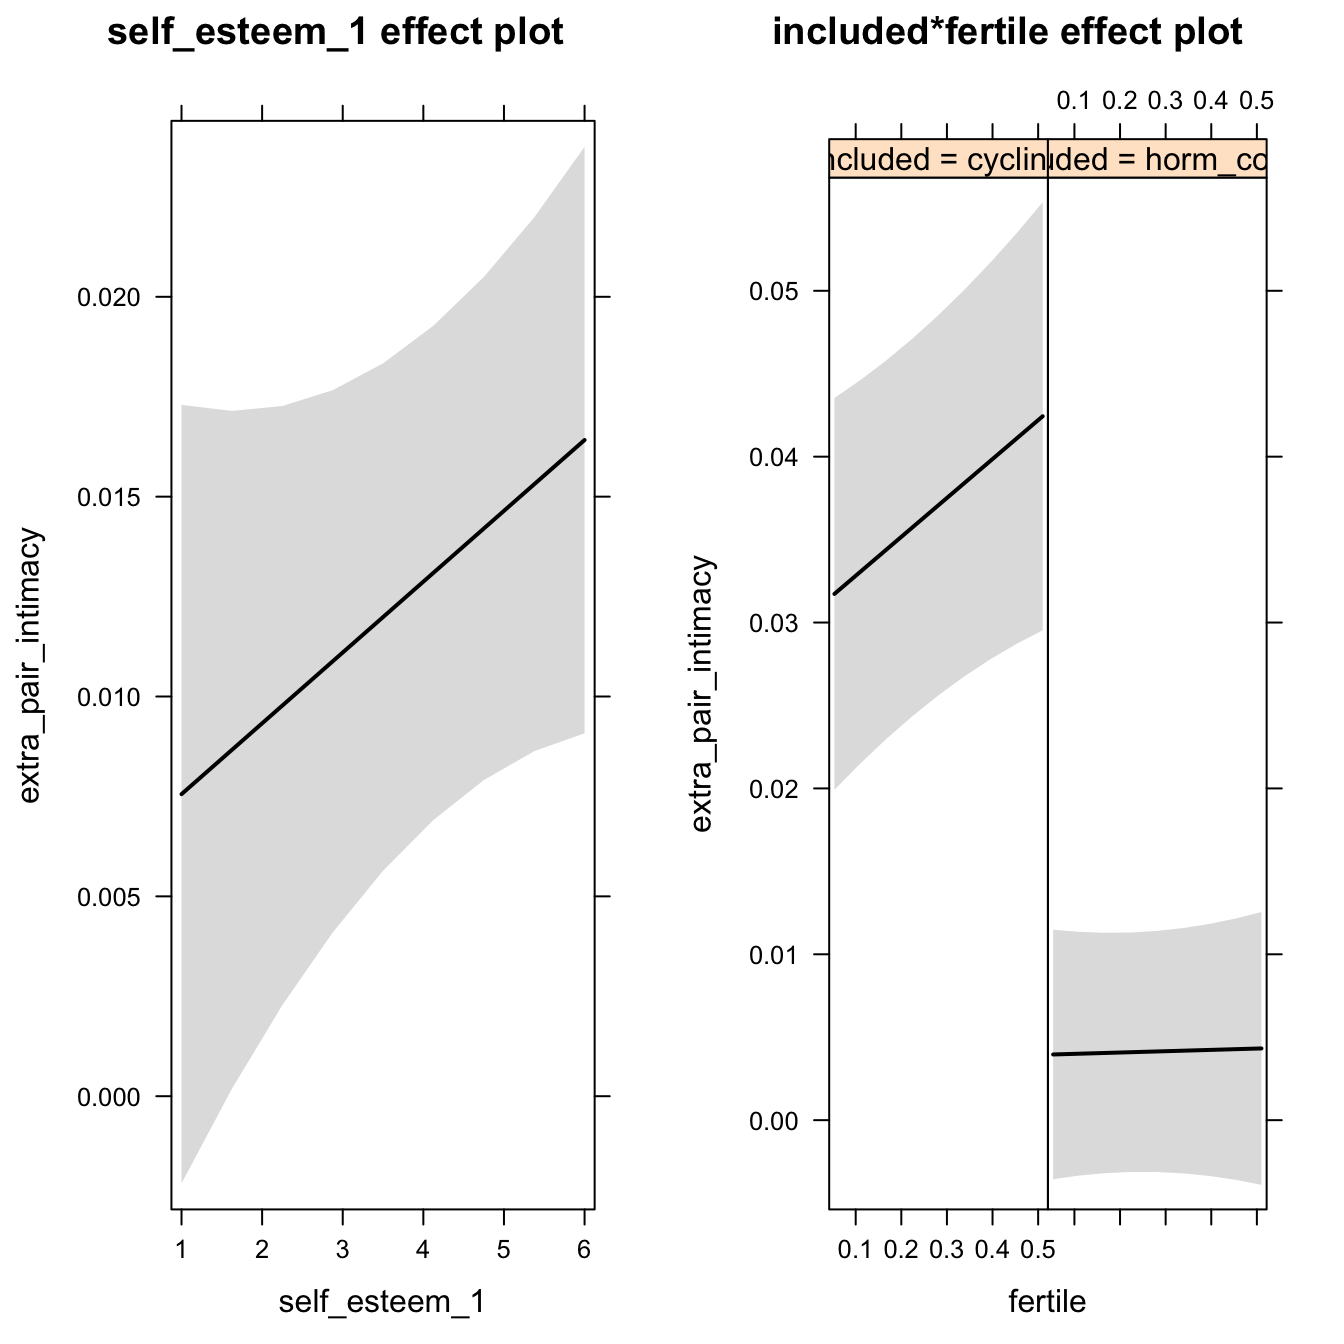 self_esteem_1 effect plot
extra_pair_intimacy
0.020
0.015
0.010
0.005
0.000
1 2 3 4 5 6
self_esteem_1
included*fertile effect plot
0.1 0.2 0.3 0.4 0.5
ncluded = cyclin
uded = horm_co
extra_pair_intimacy
0.05
0.04
0.03
0.02
0.01
0.00
0.1 0.2 0.3 0.4 0.5
fertile